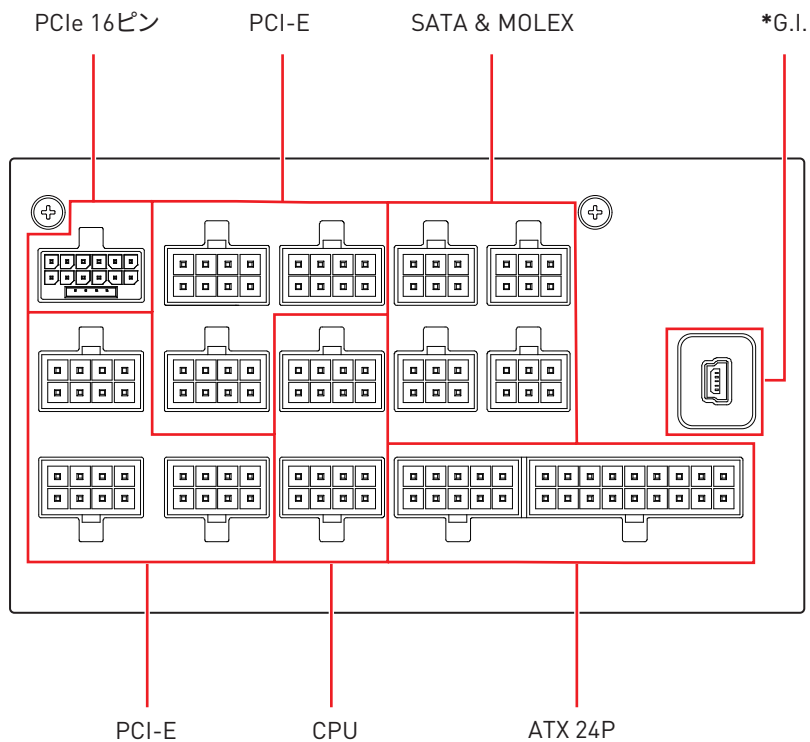 PCIe 16ピン
PCI-E
SATA & MOLEX
*G.I.
PCI-E
CPU
ATX 24P